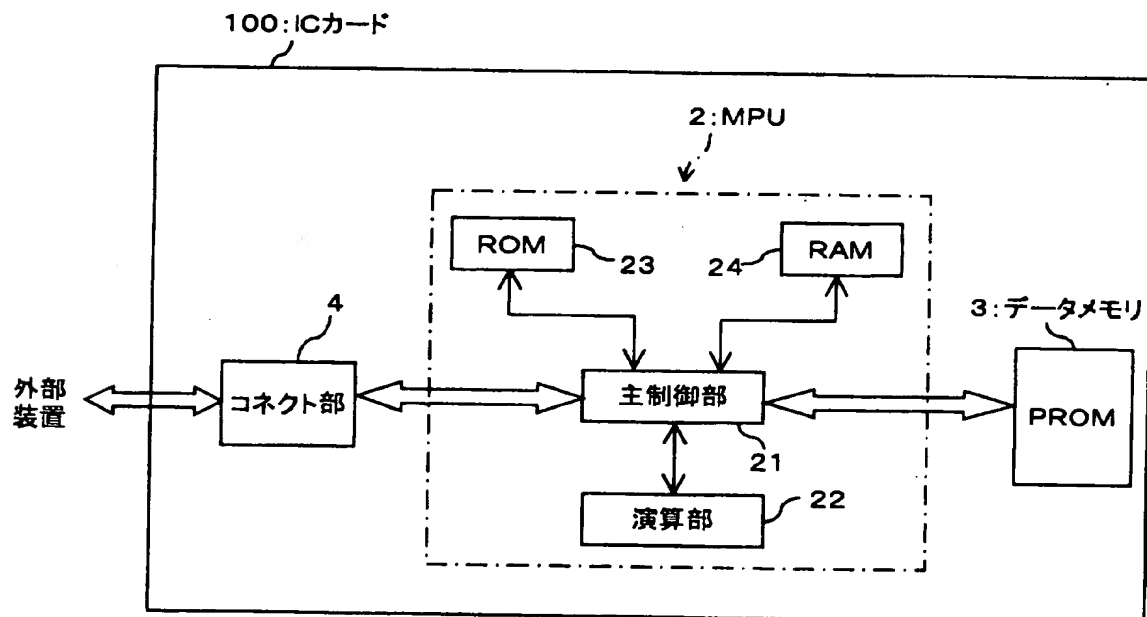 100:ICカード
2:MPU
ROM
23
24
RAM
4
3:データメモリ
外部
装置
コネクト部
主制御部
PROM
21
演算部
22